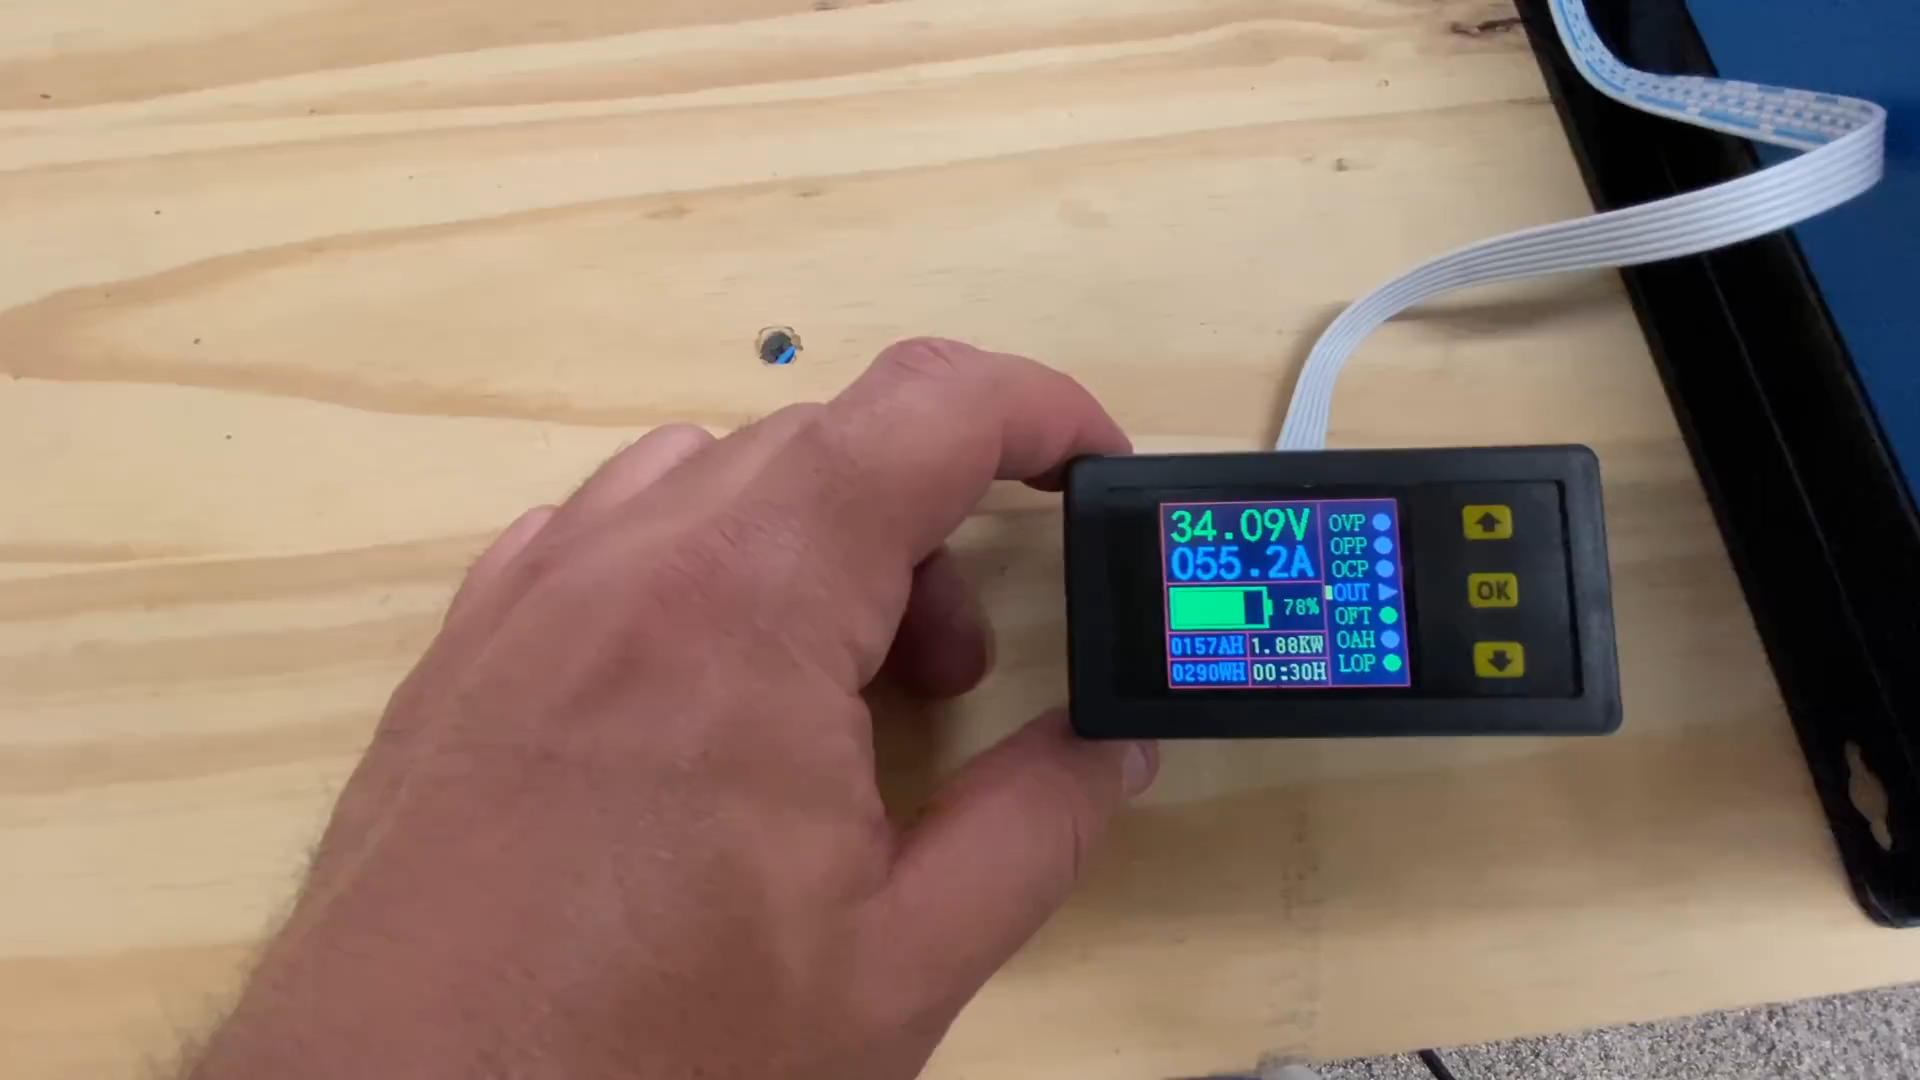 34.09V
055.2A
78%
0157AH 1.88KW
0290WH 00:30H
OVP
OPP
OCP
OUT
OFT
OAH
LOP
OK